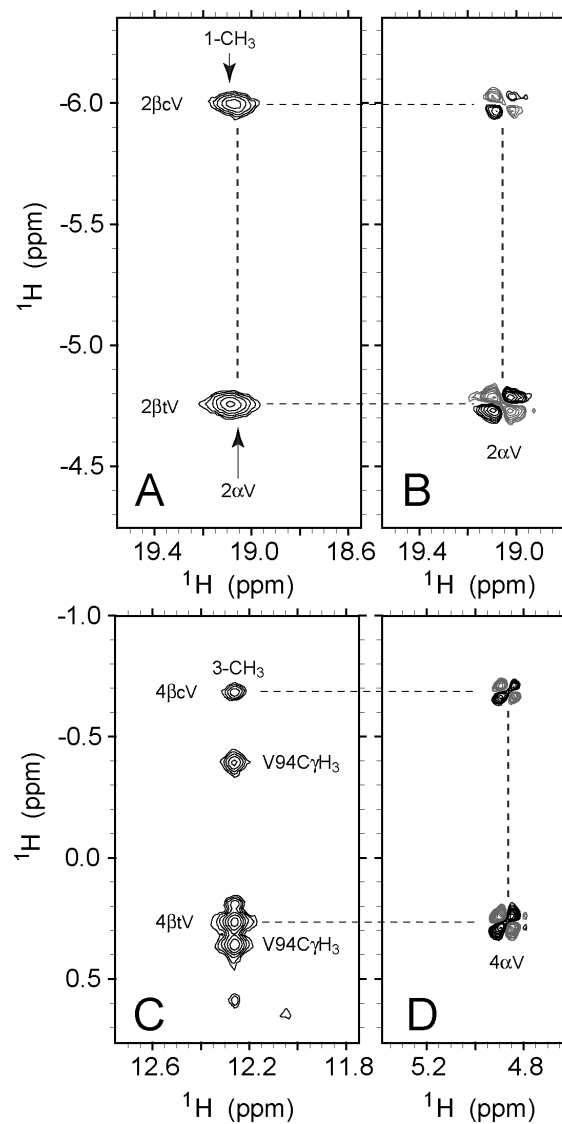 1-CH₃
2βcV
2βtV
2αV
A
-6.0
-5.5
-5.0
-4.5
¹H (ppm)
19.4 19.0 18.6
¹H (ppm)
2αV
B
19.4 19.0
¹H (ppm)
3-CH₃
4βcV
V94CγH₃
4βtV
V94CγH₃
C
-1.0
-0.5
0.0
0.5
¹H (ppm)
12.6 12.2 11.8
¹H (ppm)
4αV
D
5.2 4.8
¹H (ppm)